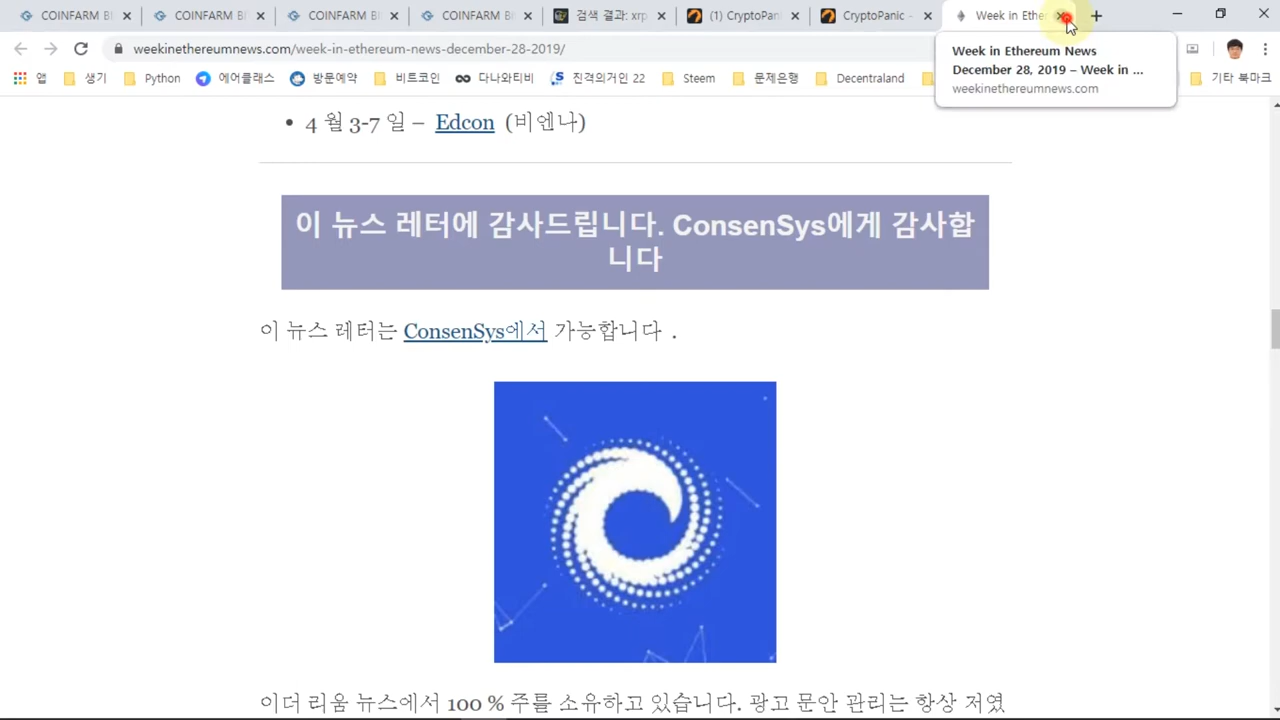 COINFARM B
COINFARM B
COINFARM B
COINFARM B
검색 결과: xrp
(1) CryptoPani
CryptoPanic -
Week in Ether
weekinethereumnews.com/week-in-ethereum-news-december-28-2019/
Week in Ethereum News
December 28, 2019 – Week in ...
weekinethereumnews.com
앱
생기
Python
에어클래스
방문예약
비트코인
다나와티비
진격의거인 22
Steem
문제은행
Decentraland
기타 북마크
• 4 월 3-7 일 – Edcon (비엔나)
이 뉴스 레터에 감사드립니다. ConsenSys에게 감사합
니다
이 뉴스 레터는 ConsenSys에서 가능합니다 .
이더 리움 뉴스에서 100 % 주를 소유하고 있습니다. 광고 문안 관리는 항상 저였